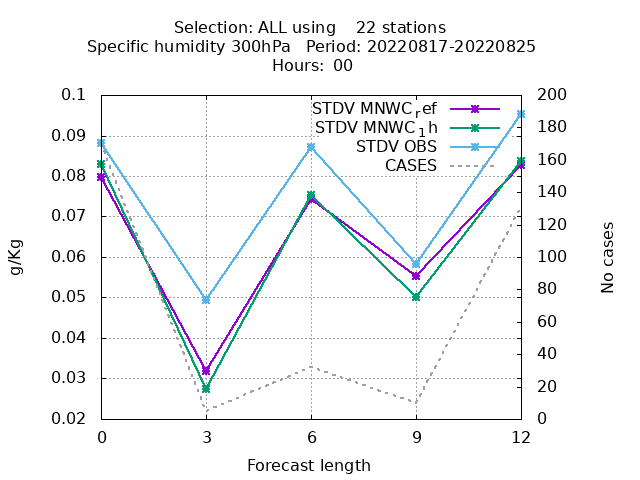 Selection: ALL using    22 stations
Specific humidity 300hPa   Period: 20220817-20220825
Hours:  00
STDV MNWCref
STDV MNWC1h
STDV OBS
CASES
0.1
0.09
0.08
0.07
0.06
0.05
0.04
0.03
0.02
g/Kg
200
180
160
140
120
100
80
60
40
20
0
No cases
0
3
6
9
12
Forecast length